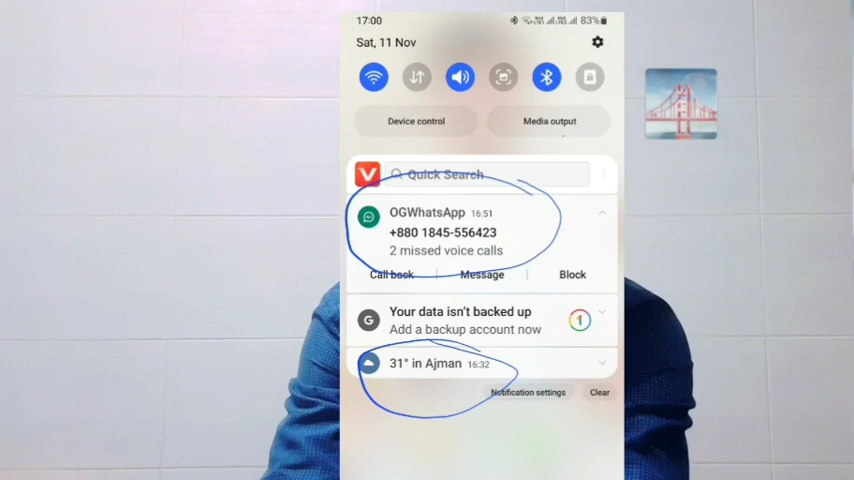 17:00
83%
Sat, 11 Nov
Device control
Media output
Quick Search
OGWhatsApp 16:51
+880 1845-556423
2 missed voice calls
Call back | Message | Block
Your data isn't backed up
Add a backup account now
31° in Ajman 16:32
Notification settings
Clear